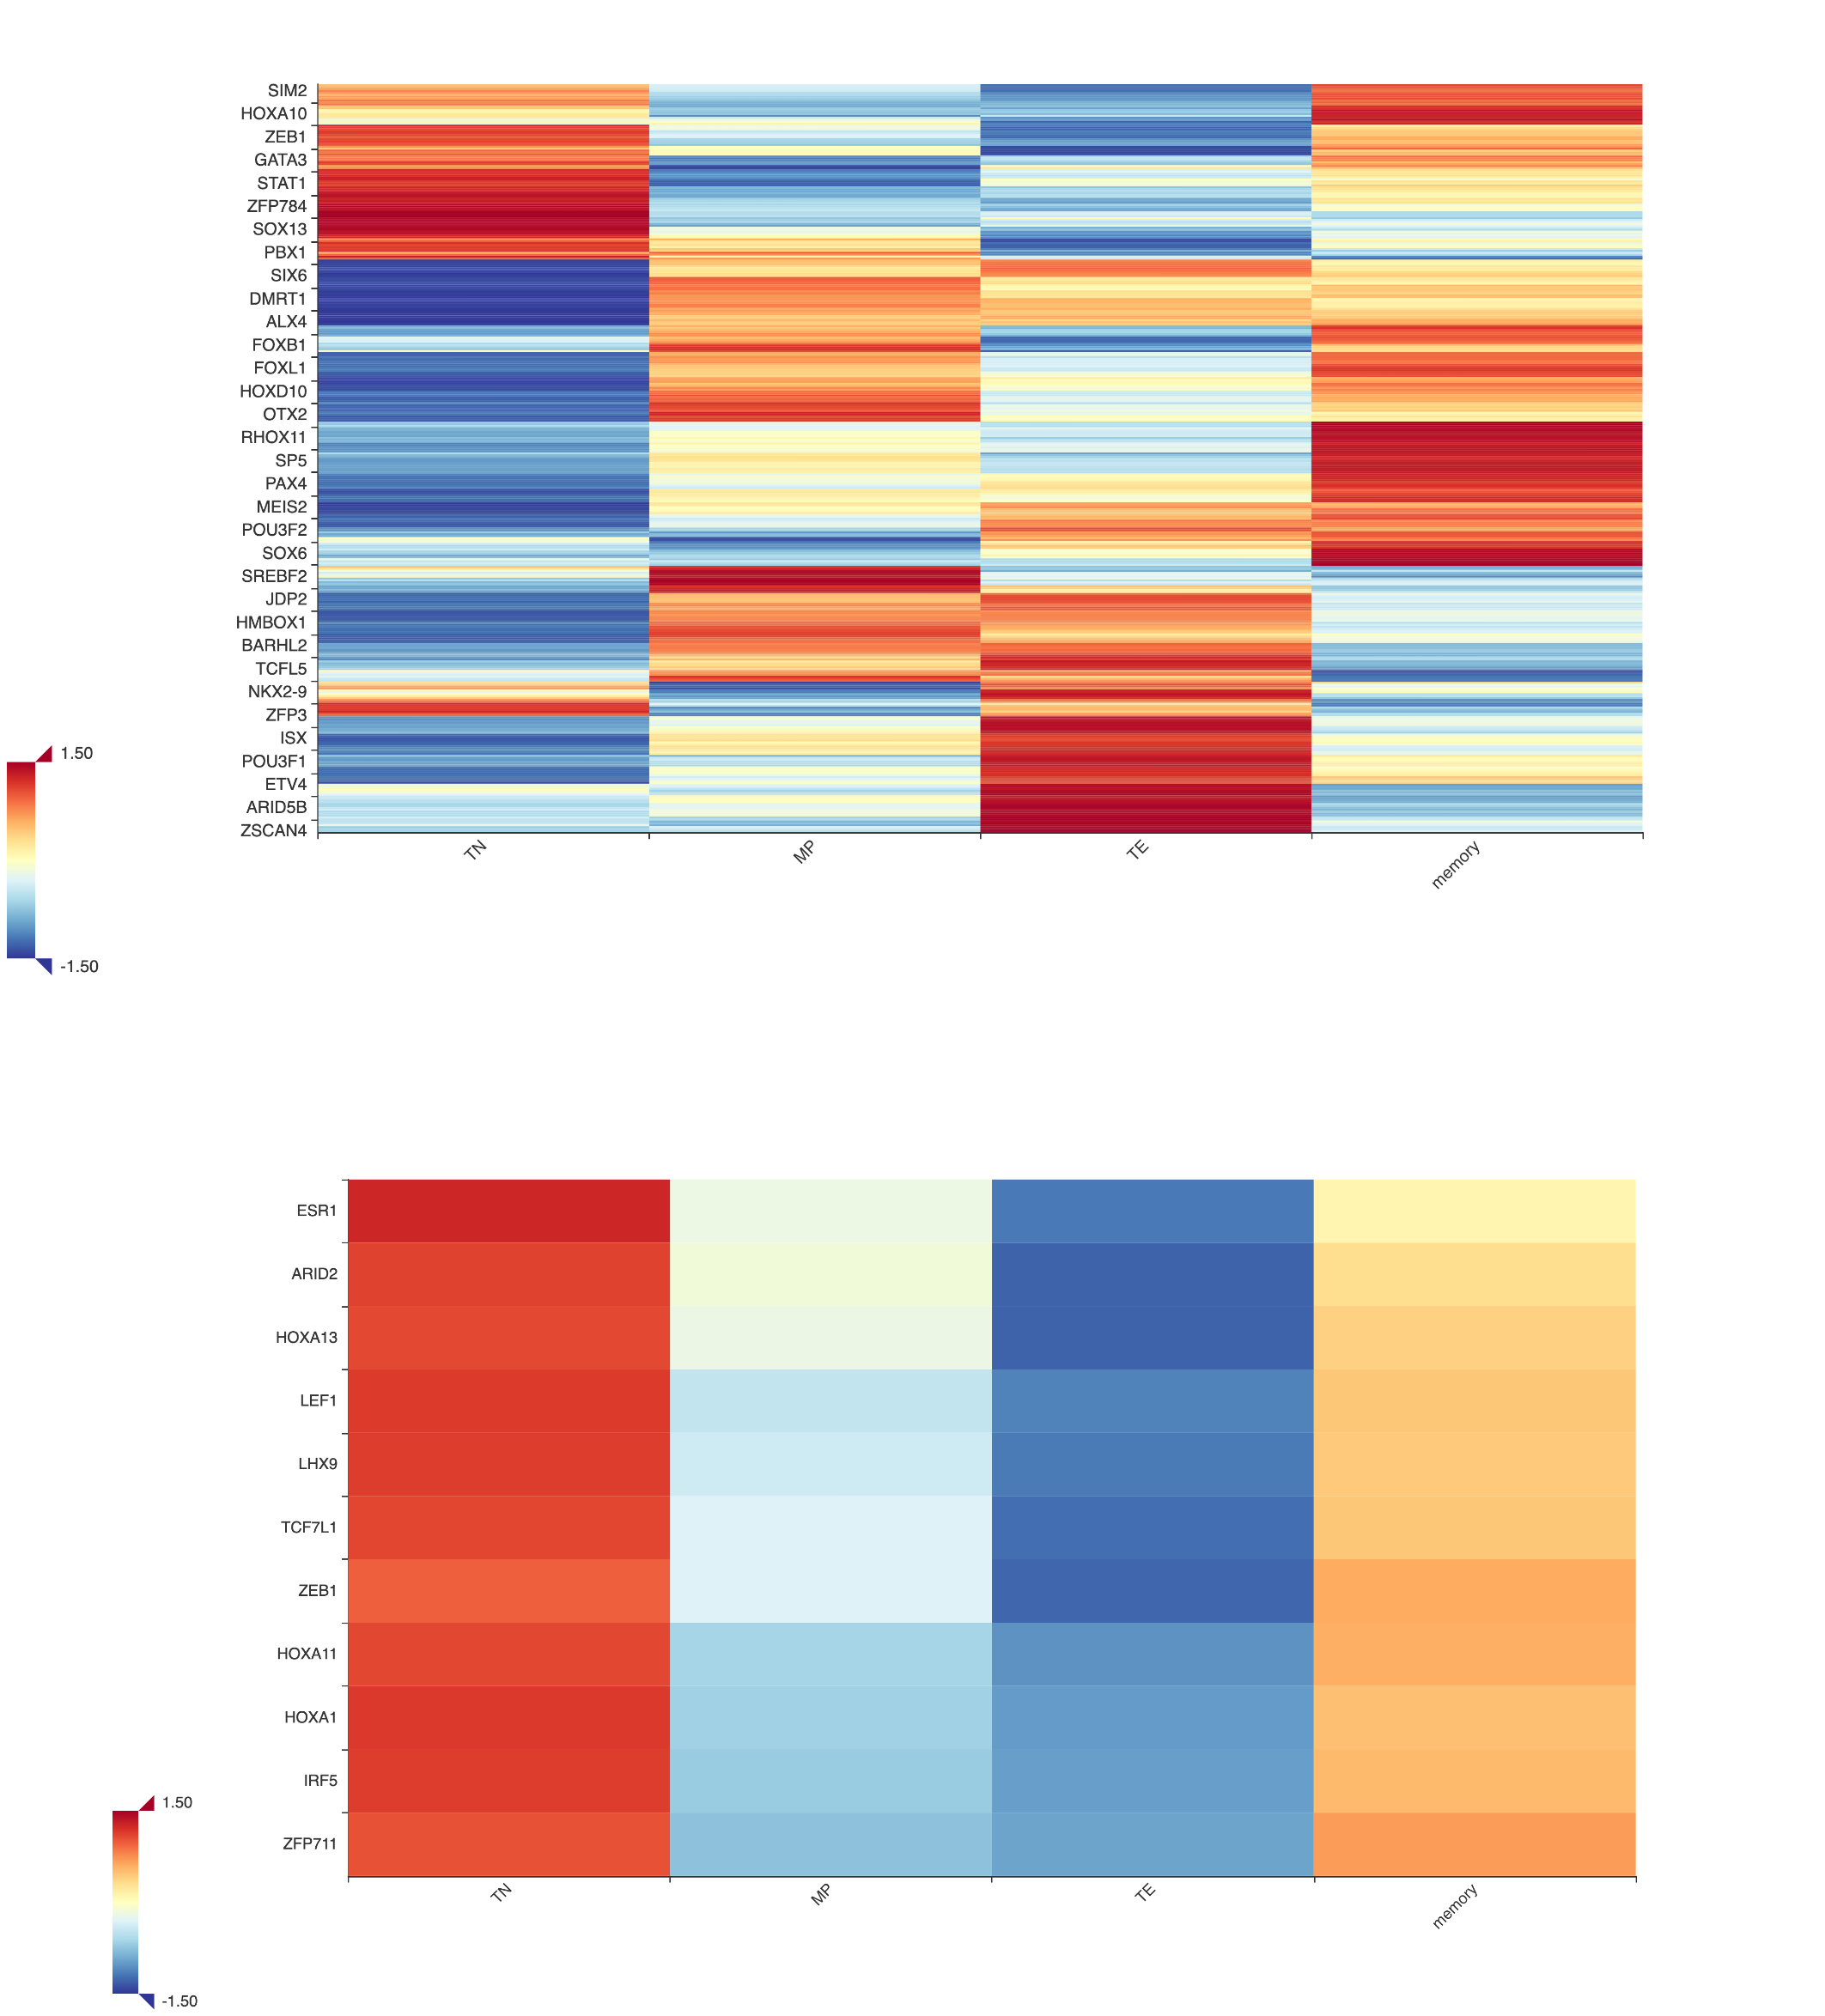 SIM2
HOXA10
ZEB1
GATA3
STAT1
ZFP784
SOX13
PBX1
SIX6
DMRT1
ALX4
FOXB1
FOXL1
HOXD10
OTX2
RHOX11
SP5
PAX4
MEIS2
POU3F2
SOX6
SREBF2
JDP2
HMBOX1
BARHL2
TCFL5
NKX2-9
ZFP3
ISX
POU3F1
ETV4
ARID5B
ZSCAN4
TN MP TE memory
1.50
-1.50
ESR1
ARID2
HOXA13
LEF1
LHX9
TCF7L1
ZEB1
HOXA11
HOXA1
IRF5
ZFP711
TN MP TE memory
1.50
-1.50